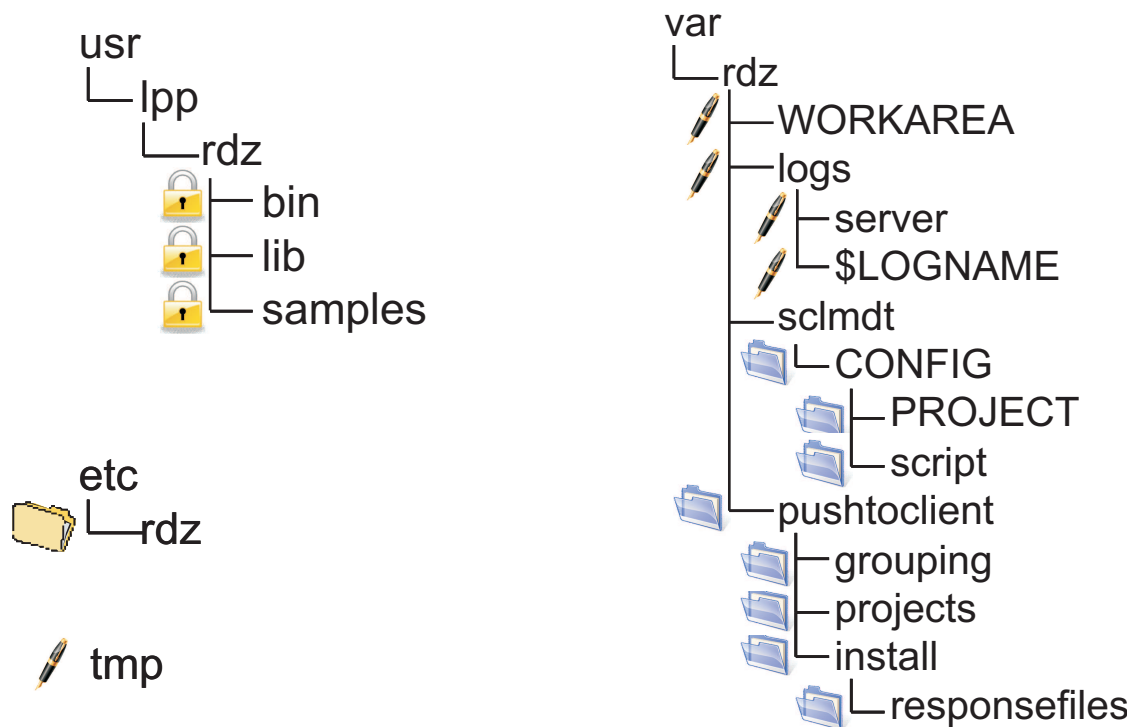 usr
lpp
rdz
bin
lib
samples
etc
rdz
tmp
var
rdz
WORKAREA
logs
server
$LOGNAME
sclmdt
CONFIG
PROJECT
script
pushtoclient
grouping
projects
install
responsefiles